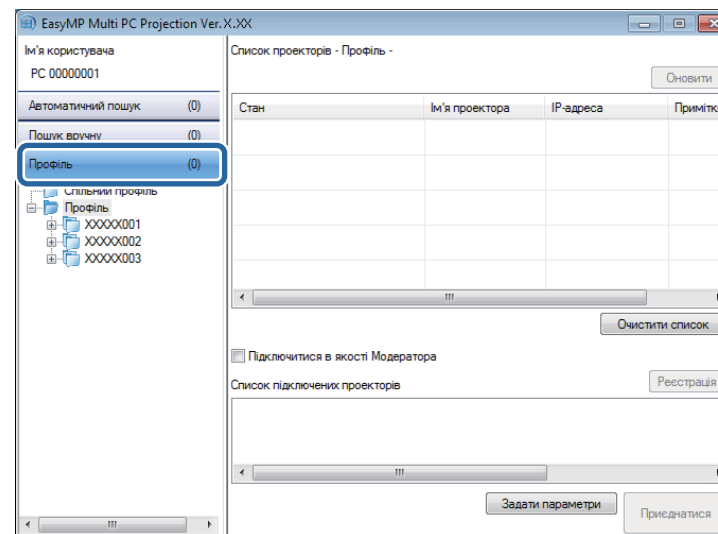 EasyMP Multi PC Projection Ver.X.XX
Ім'я користувача
PC 00000001
Автоматичний пошук (0)
Пошук вручну (0)
Профіль (0)
Спільний профіль
Профіль
XXXXX001
XXXXX002
XXXXX003
Список проекторів - Профіль -
Оновити
Стан Ім'я проектора IP-адреса Примітк
Очистити список
Підключитися в якості Модератора
Список підключених проекторів
Реєстрація
Задати параметри
Приєднатися